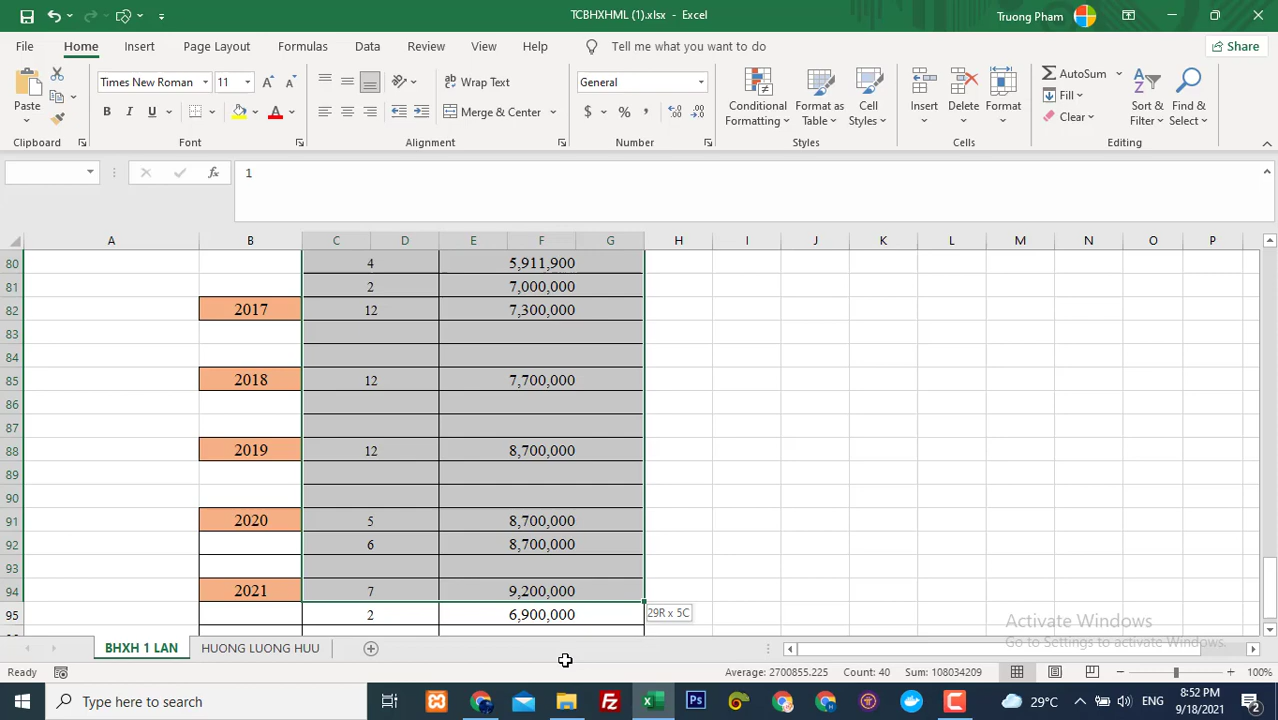 TCBHXHML (1).xlsx - Excel
Truong Pham
File Home Insert Page Layout Formulas Data Review View Help Tell me what you want to do Share
Paste
Times New Roman 11
Wrap Text
General
Conditional Formatting
Format as Table
Cell Styles
Insert
Delete
Format
AutoSum
Fill
Clear
Sort & Filter
Find & Select
B I U
Merge & Center
$ % ,
Clipboard Font Alignment Number Styles Cells Editing
fx 1
A B C D E F G H I J K L M N O P
80 4 5,911,900
81 2 7,000,000
82 2017 12 7,300,000
83
84
85 2018 12 7,700,000
86
87
88 2019 12 8,700,000
89
90
91 2020 5 8,700,000
92 6 8,700,000
93
94 2021 7 9,200,000
95 2 6,900,000
29R x 5C
Activate Windows
Go to Settings to activate Windows.
BHXH 1 LAN HUONG LUONG HUU
Ready Average: 2700855.225 Count: 40 Sum: 108034209 100%
Type here to search
29°C
ENG
8:52 PM
9/18/2021
2